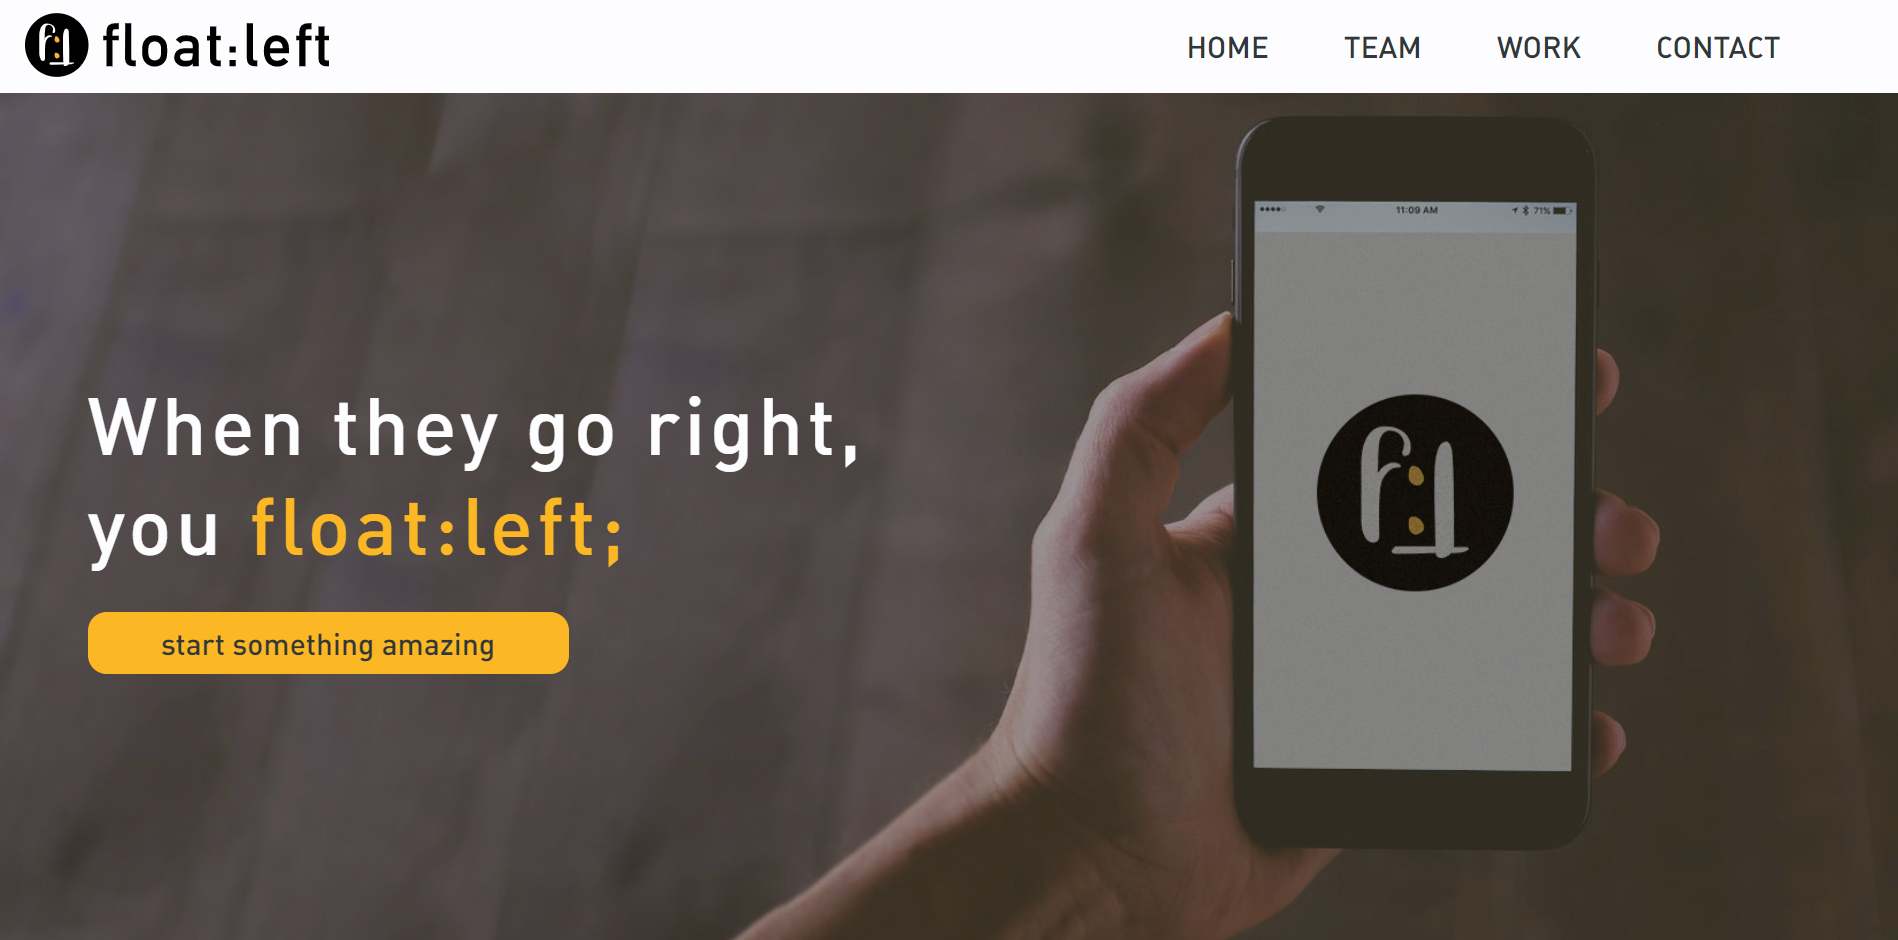 float:left
HOME TEAM WORK CONTACT
11:09 AM
71%
When they go right,
you float:left;
start something amazing